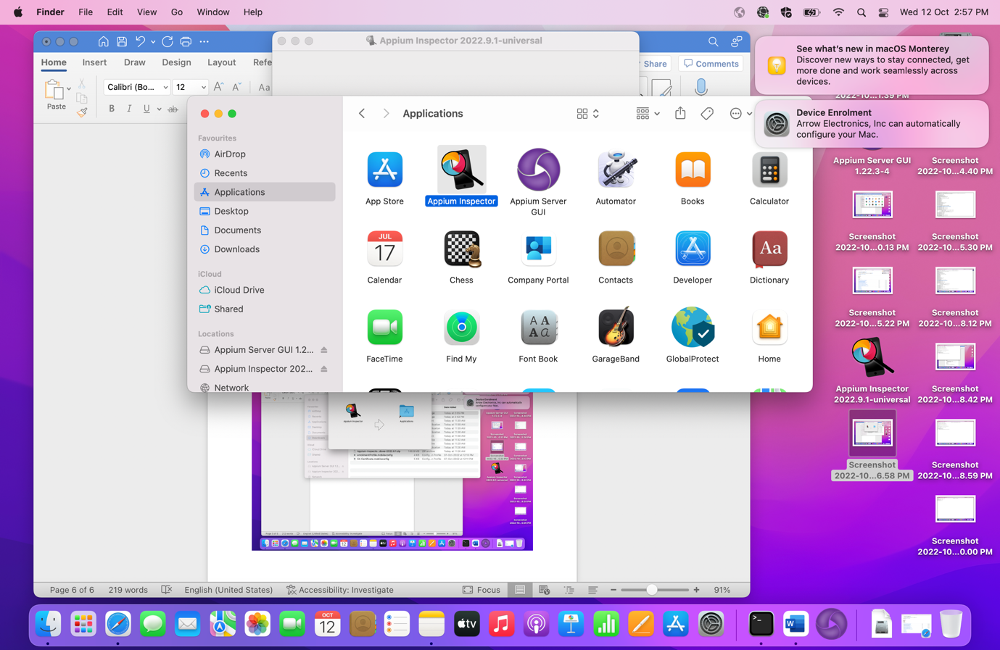 Finder File Edit View Go Window Help
Wed 12 Oct 2:57 PM
Appium Inspector 2022.9.1-universal
Home Insert Draw Design Layout Refe
Share Comments
Paste
Calibri (Bo... 12
Aa
B I U ab
Applications
Favourites
AirDrop
Recents
Applications
Desktop
Documents
Downloads
iCloud
iCloud Drive
Shared
Locations
Appium Server GUI 1.2...
Appium Inspector 202...
Network
App Store
Appium Inspector
Appium Server
GUI
Automator
Books
Calculator
JUL
17
Calendar
Chess
Company Portal
Contacts
Developer
Aa
Dictionary
FaceTime
Find My
Font Book
GarageBand
GlobalProtect
Home
See what's new in macOS Monterey
Discover new ways to stay connected, get
more done and work seamlessly across
devices.
2022-10...1.39 PM
Device Enrolment
Arrow Electronics, Inc can automatically
configure your Mac.
Appium Server GUI
1.22.3-4
Screenshot
2022-10...4.40 PM
Screenshot
2022-10...0.13 PM
Screenshot
2022-10...5.30 PM
Screenshot
2022-10...5.22 PM
Screenshot
2022-10...8.12 PM
Appium Inspector
2022.9.1-universal
Screenshot
2022-10...8.42 PM
Screenshot
2022-10...6.58 PM
Screenshot
2022-10...8.59 PM
Screenshot
2022-10...0.00 PM
Page 6 of 6 219 words English (United States) Accessibility: Investigate Focus 91%
OCT
12
tv
W